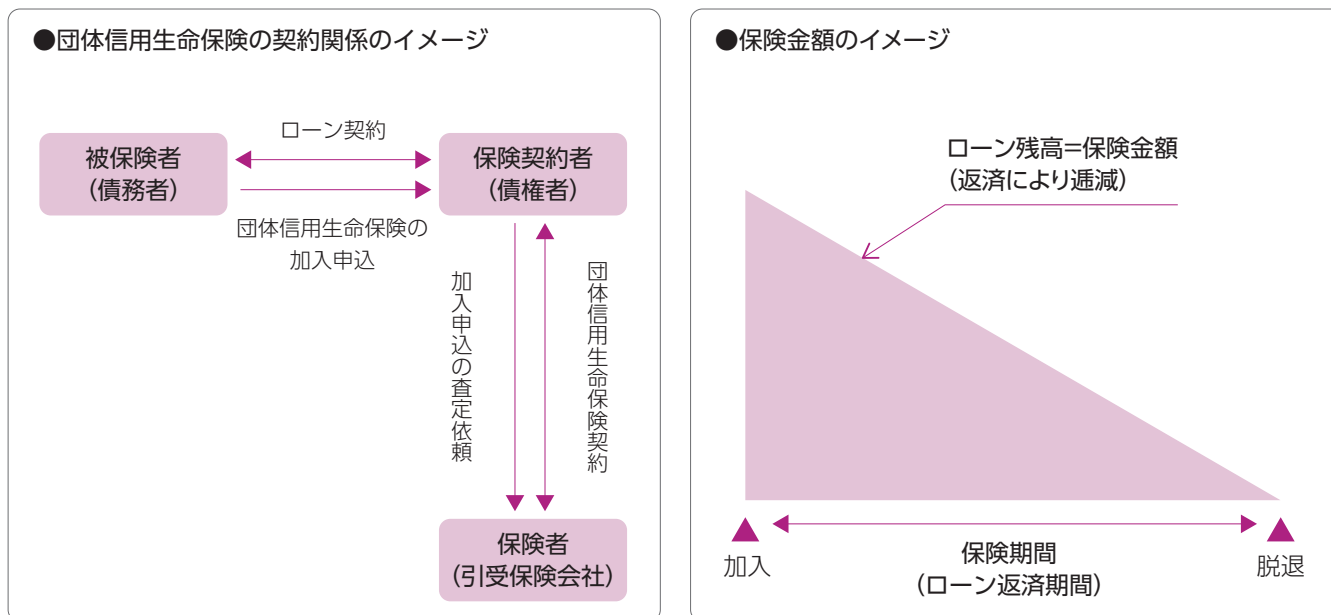 ●団体信用生命保険の契約関係のイメージ
ローン契約
被保険者
(債務者)
保険契約者
(債権者)
団体信用生命保険の
加入申込
加入申込の査定依頼
団体信用生命保険契約
保険者
(引受保険会社)
●保険金額のイメージ
ローン残高=保険金額
(返済により逓減)
加入
保険期間
(ローン返済期間)
脱退